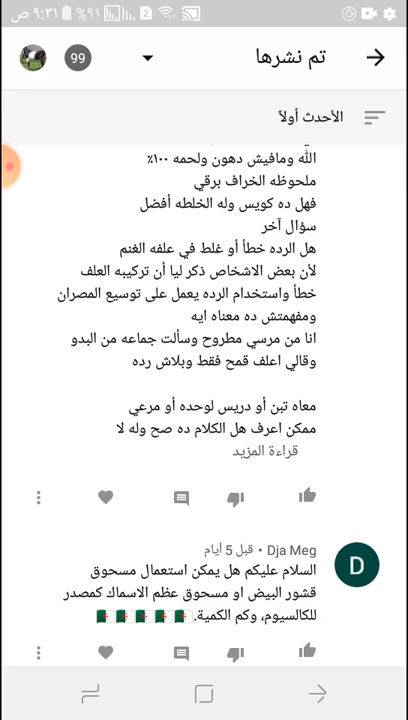 ٩:٣١ ص
٩١%
2
تم نشرها
99
الأحدث أولاً
الله ومافيش دهون ولحمه ١٠٠٪
ملحوظه الخراف برقي
فهل ده كويس وله الخلطه أفضل
سؤال آخر
هل الرده خطأ أو غلط في علفه الغنم
لأن بعض الاشخاص ذكر ليا أن تركيبه العلف
خطأ واستخدام الرده يعمل على توسيع المصران
ومفهمتش ده معناه ايه
انا من مرسي مطروح وسألت جماعه من البدو
وقالي اعلف قمح فقط وبلاش رده
معاه تبن أو دريس لوحده أو مرعي
ممكن اعرف هل الكلام ده صح وله لا
قراءة المزيد
D
Dja Meg • قبل 5 أيام
السلام عليكم هل يمكن استعمال مسحوق
قشور البيض او مسحوق عظم الاسماك كمصدر
للكالسيوم، وكم الكمية.🇩🇿🇩🇿🇩🇿🇩🇿🇩🇿